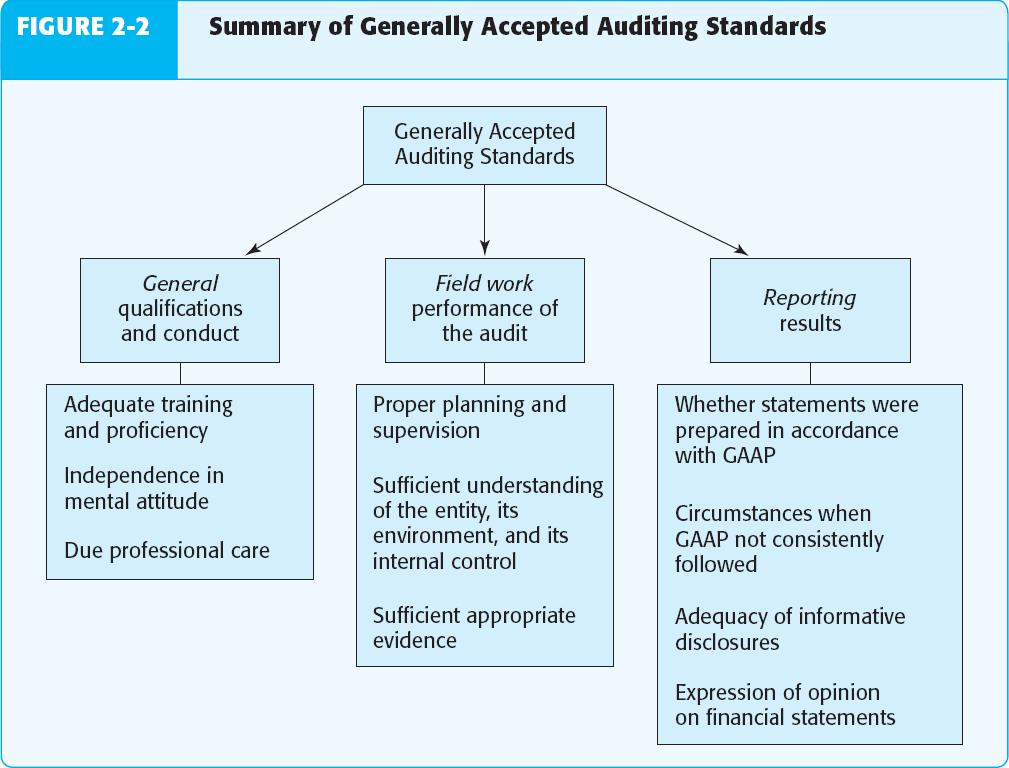 FIGURE 2-2
Summary of Generally Accepted Auditing Standards
Generally Accepted
Auditing Standards
General
qualifications
and conduct
Adequate training
and proficiency
Independence in
mental attitude
Due professional care
Field work
performance of
the audit
Proper planning and
supervision
Sufficient understanding
of the entity, its
environment, and its
internal control
Sufficient appropriate
evidence
Reporting
results
Whether statements were
prepared in accordance
with GAAP
Circumstances when
GAAP not consistently
followed
Adequacy of informative
disclosures
Expression of opinion
on financial statements